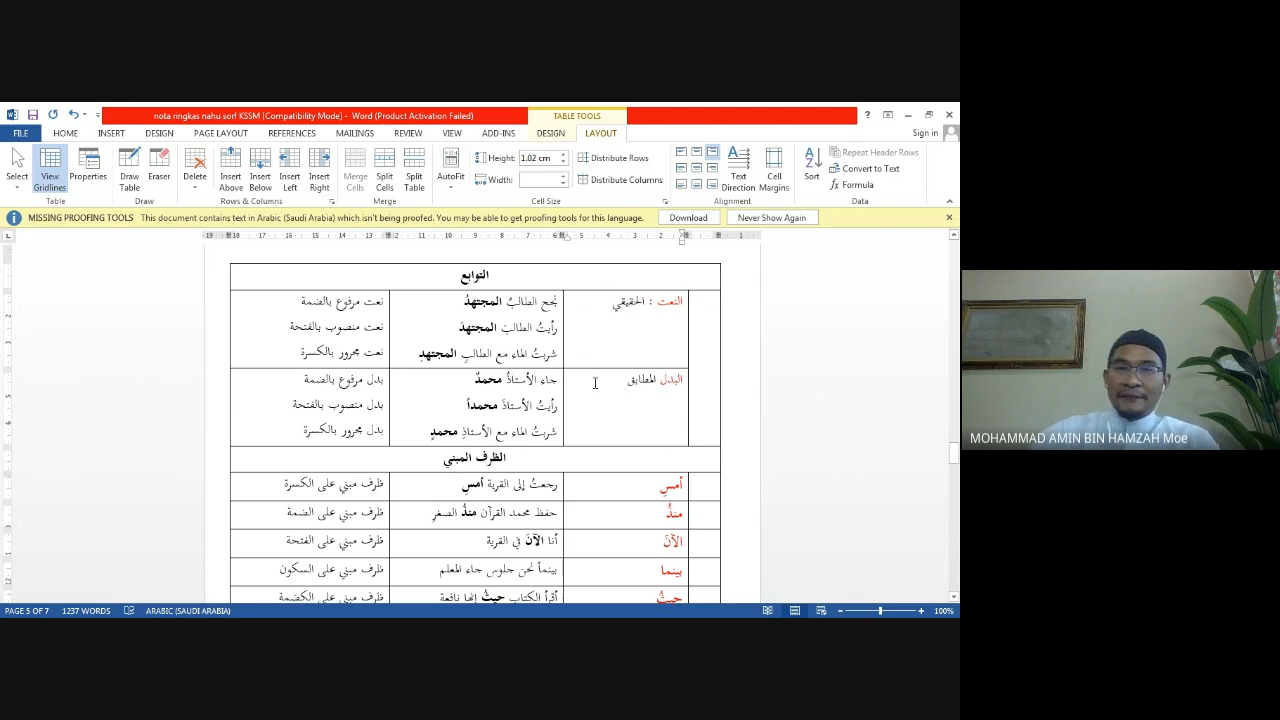 nota ringkas nahu sorf KSSM [Compatibility Mode] - Word (Product Activation Failed)
TABLE TOOLS
FILE HOME INSERT DESIGN PAGE LAYOUT REFERENCES MAILINGS REVIEW VIEW ADD-INS DESIGN LAYOUT Sign in
Select
View Gridlines
Properties
Table
Draw Table
Eraser
Draw
Delete
Insert Above
Insert Below
Insert Left
Insert Right
Rows & Columns
Merge Cells
Split Cells
Split Table
Merge
AutoFit
Height: 1.02 cm
Width:
Distribute Rows
Distribute Columns
Cell Size
Text Direction
Cell Margins
Alignment
Sort
Repeat Header Rows
Convert to Text
Formula
Data
MISSING PROOFING TOOLS This document contains text in Arabic (Saudi Arabia) which isn't being proofed. You may be able to get proofing tools for this language. Download Never Show Again
التوابع
النعت : الحقيقي
نجح الطالبُ المجتهدُ
نعت مرفوع بالضمة
رأيتُ الطالبَ المجتهدَ
نعت منصوب بالفتحة
شربتُ الماء مع الطالبِ المجتهدِ
نعت مجرور بالكسرة
البدل المطابق
جاء الأستاذُ محمدٌ
بدل مرفوع بالضمة
رأيتُ الأستاذَ محمداً
بدل منصوب بالفتحة
شربتُ الماء مع الأستاذِ محمدٍ
بدل مجرور بالكسرة
الظرف المبني
أمسِ
رجعتُ إلى القرية أمسِ
ظرف مبني على الكسرة
منذُ
حفظ محمد القرآن منذُ الصغرِ
ظرف مبني على الضمة
الآنَ
أنا الآنَ في القرية
ظرف مبني على الفتحة
بينما
بينمأ نحن جلوس جاء المعلم
ظرف مبني على السكون
حيثُ
أقرأ الكتاب حيثُ إنها نافعة
ظرف مبني على الكضمة
PAGE 5 OF 7 1237 WORDS ARABIC (SAUDI ARABIA) 100%
MOHAMMAD AMIN BIN HAMZAH Moe